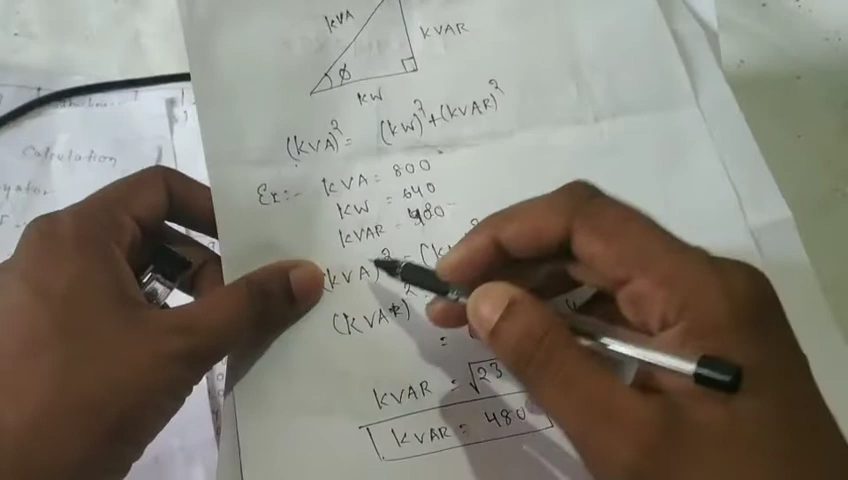 Calculation
kVA
kVAR
φ
kW
(kVA)² = (kW)² + (kVAR)²
Ex:- kVA = 800
kW = 640
kVAR = 480
(kVA)² =
(kVAR)²
=
kVAR = √23
kVAR = 480